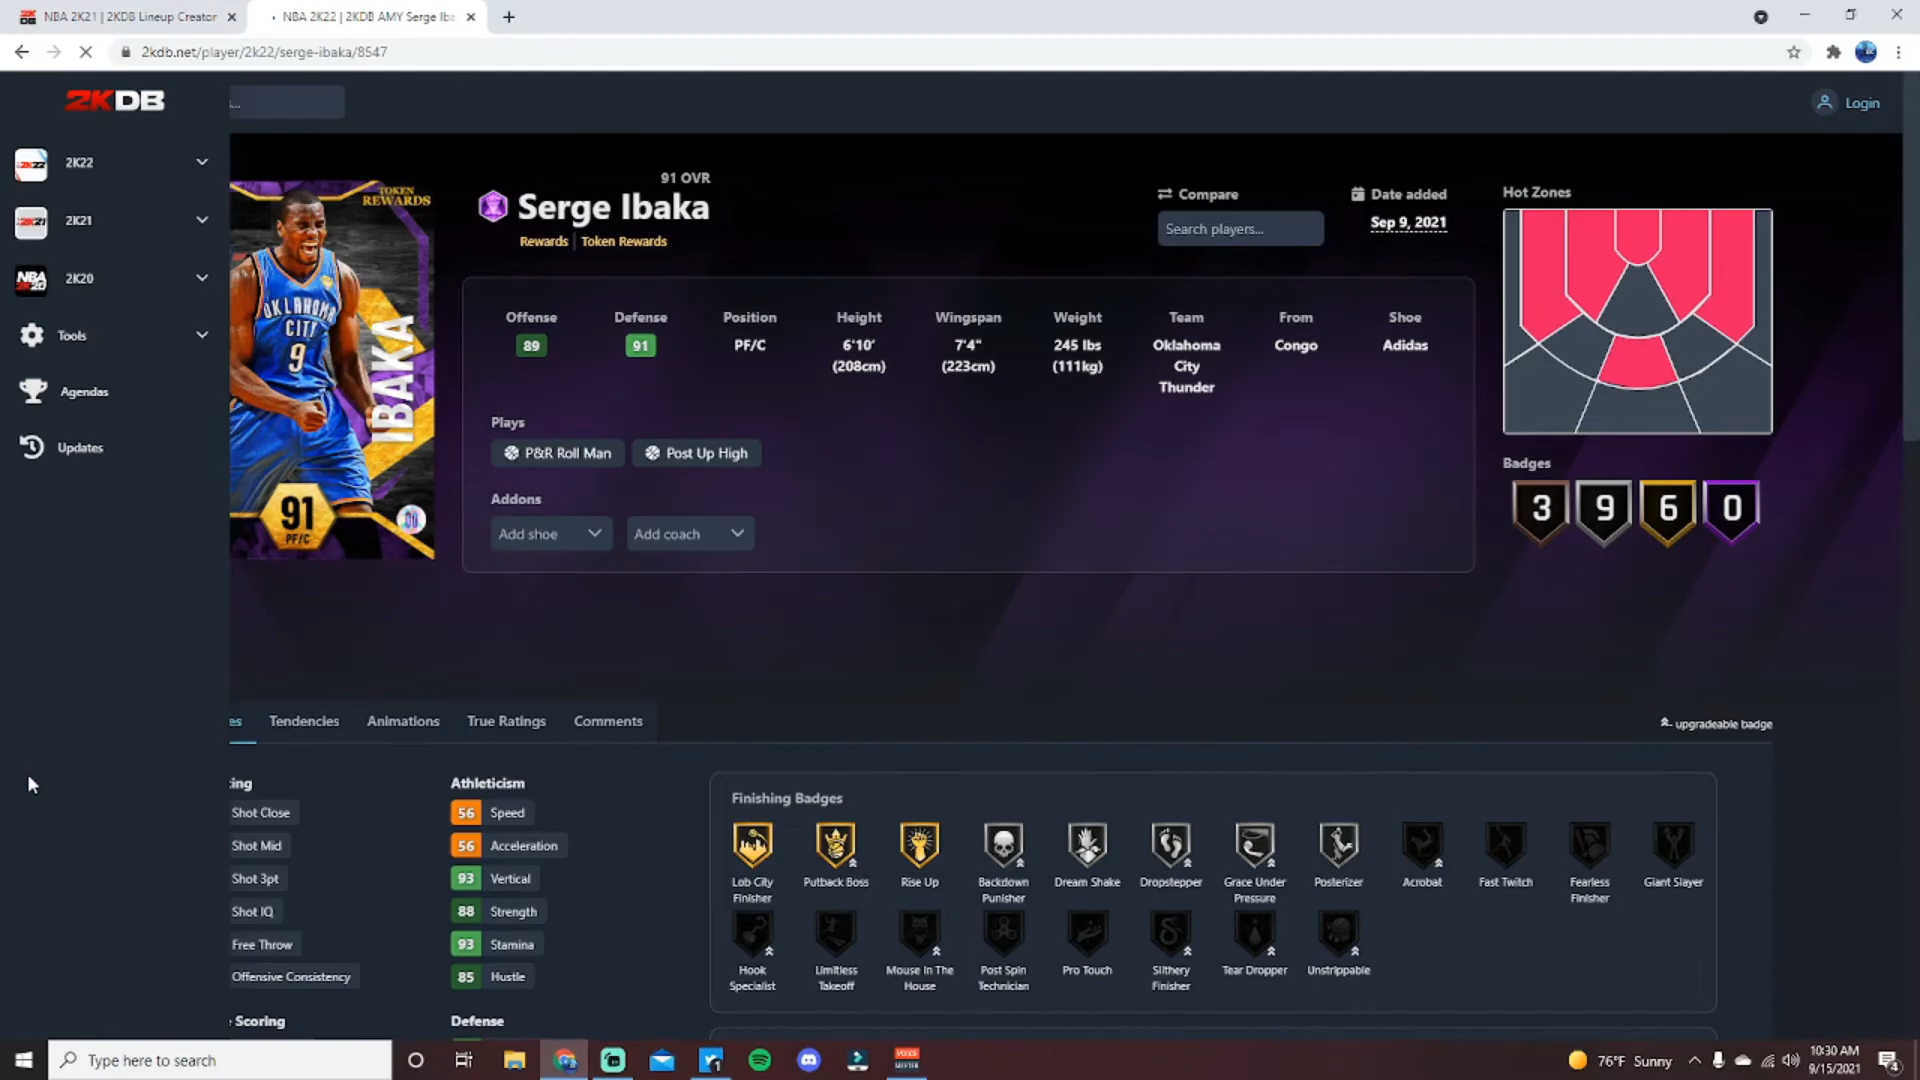 NBA 2K21 | 2KDB Lineup Creator
NBA 2K22 | 2KDB AMY Serge Iba
2kdb.net/player/2k22/serge-ibaka/8547
2KDB
s...
Login
2K22
2K21
2K20
Tools
Agendas
Updates
TOKEN
REWARDS
OKLAHOMA
CITY
9
IBAKA
91
PF/C
91 OVR
Serge Ibaka
Rewards | Token Rewards
Compare
Search players...
Date added
Sep 9, 2021
Hot Zones
Offense Defense Position Height Wingspan Weight Team From Shoe
89 91 PF/C 6'10' 7'4" 245 lbs Oklahoma Congo Adidas
(208cm) (223cm) (111kg) City
Thunder
Plays
P&R Roll Man Post Up High
Addons
Add shoe Add coach
Badges
3 9 6 0
es Tendencies Animations True Ratings Comments
upgradeable badge
ing
Shot Close
Shot Mid
Shot 3pt
Shot IQ
Free Throw
Offensive Consistency
Scoring
Athleticism
56 Speed
56 Acceleration
93 Vertical
88 Strength
93 Stamina
85 Hustle
Defense
Finishing Badges
Lob City Finisher
Putback Boss
Rise Up
Backdown Punisher
Dream Shake
Dropstepper
Grace Under Pressure
Posterizer
Acrobat
Fast Twitch
Fearless Finisher
Giant Slayer
Hook Specialist
Limitless Takeoff
Mouse In The House
Post Spin Technician
Pro Touch
Slithery Finisher
Tear Dropper
Unstrippable
Type here to search
76°F Sunny
10:30 AM
9/15/2021